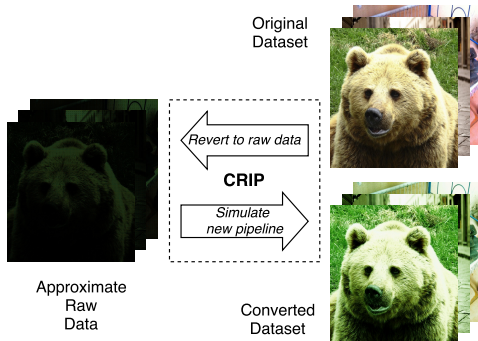 Original
Dataset
Revert to raw data
CRIP
Simulate
new pipeline
Approximate
Raw
Data
Converted
Dataset